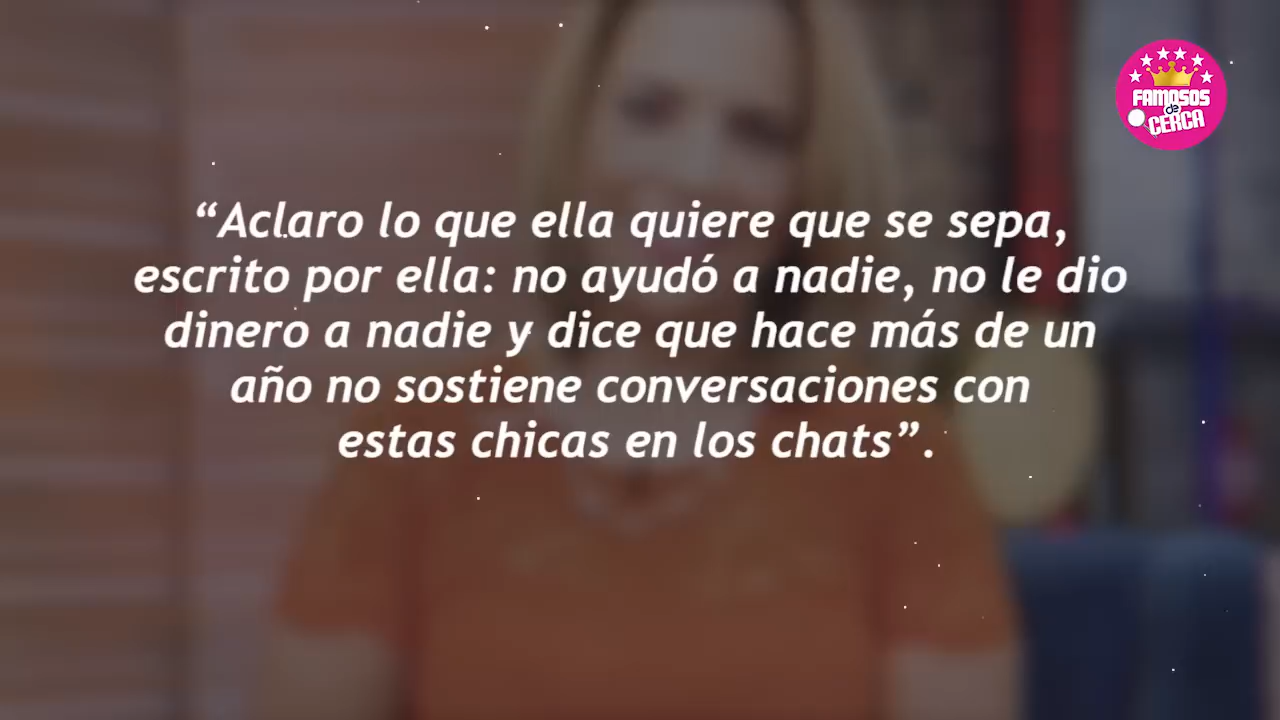 FAMOSOS
de
CERCA
“Aclaro lo que ella quiere que se sepa,
escrito por ella: no ayudó a nadie, no le dio
dinero a nadie y dice que hace más de un
año no sostiene conversaciones con
estas chicas en los chats”.